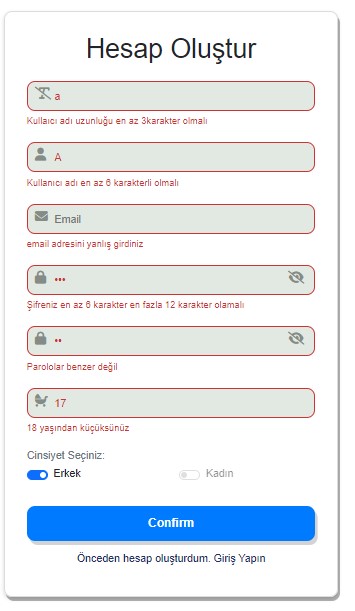 Hesap Oluştur
a
Kullaıcı adı uzunluğu en az 3karakter olmalı
A
Kullanıcı adı en az 6 karakterli olmalı
Email
email adresini yanlış girdiniz
•••
Şifreniz en az 6 karakter en fazla 12 karakter olamalı
••
Parololar benzer değil
17
18 yaşından küçüksünüz
Cinsiyet Seçiniz:
Erkek Kadın
Confirm
Önceden hesap oluşturdum. Giriş Yapın